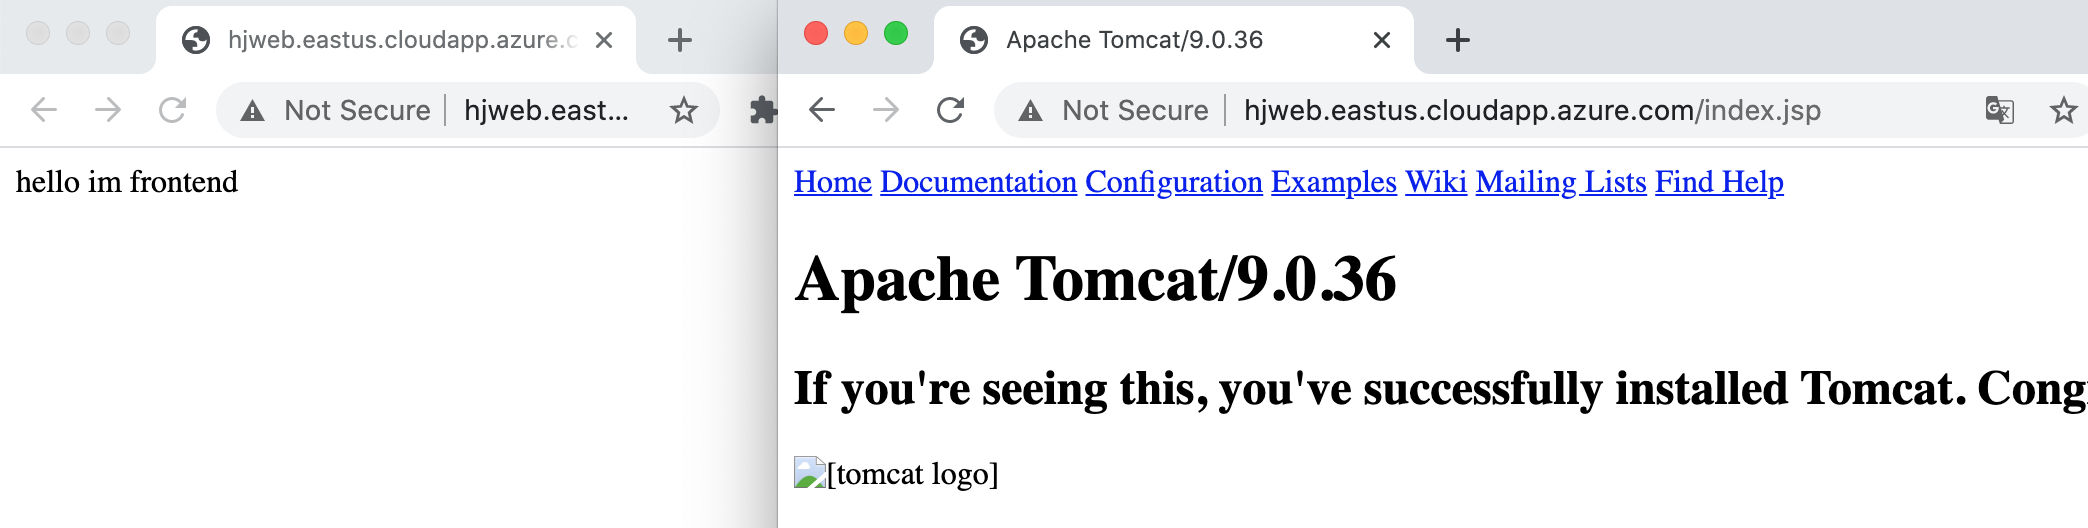 hjweb.eastus.cloudapp.azure.c
Not Secure hjweb.east...
hello im frontend
Apache Tomcat/9.0.36
Not Secure hjweb.eastus.cloudapp.azure.com/index.jsp
Home Documentation Configuration Examples Wiki Mailing Lists Find Help
Apache Tomcat/9.0.36
If you're seeing this, you've successfully installed Tomcat. Cong
[tomcat logo]